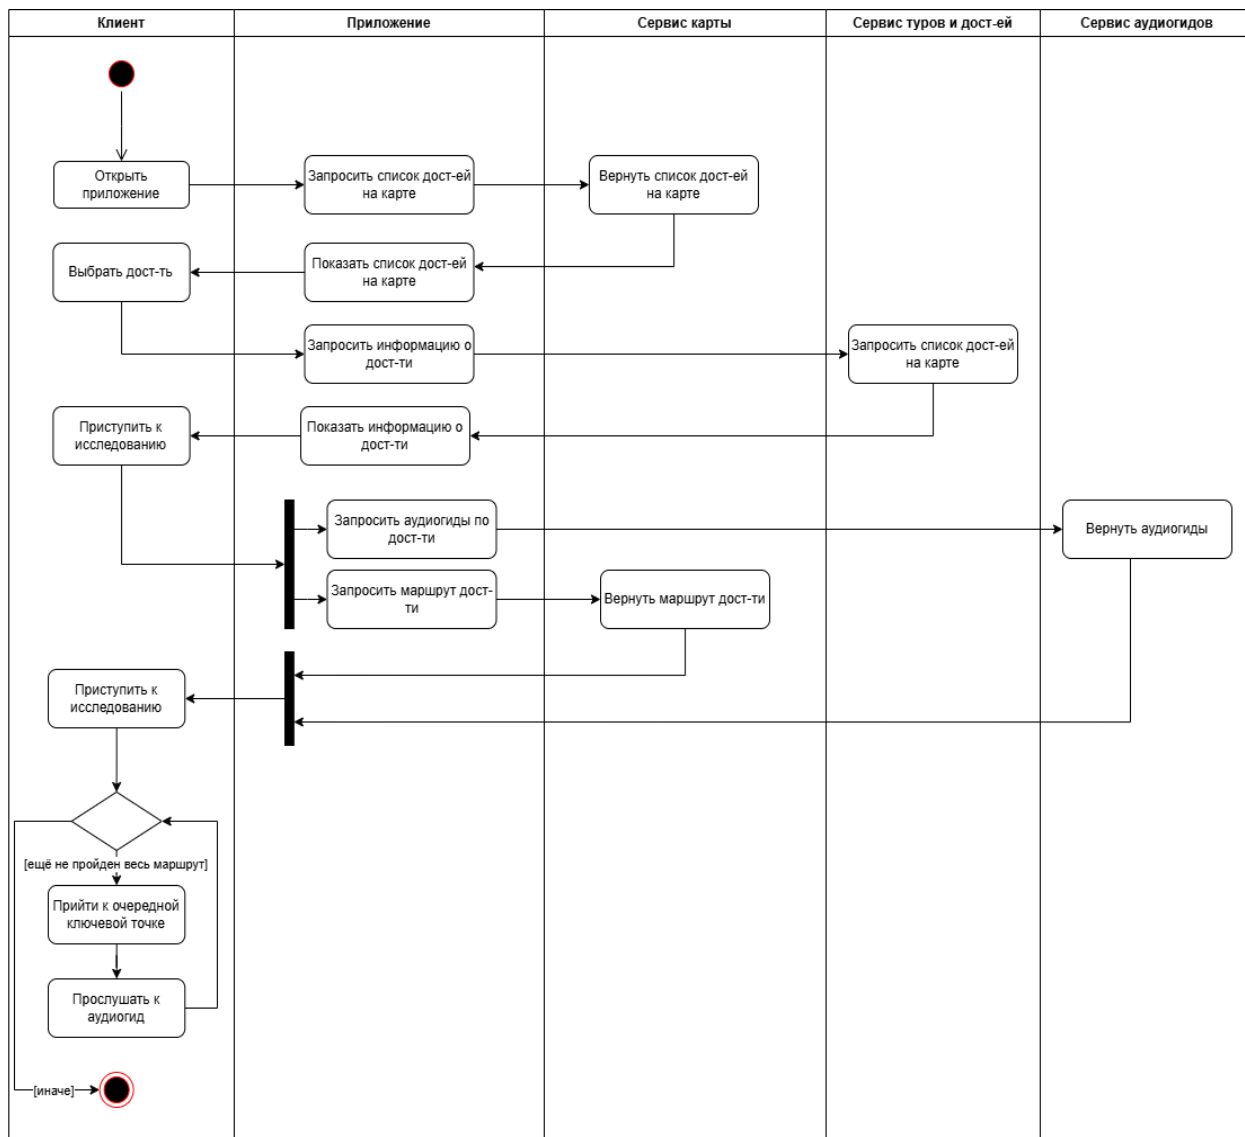 Клиент
Приложение
Сервис карты
Сервис туров и дост-ей
Сервис аудиогидов
Открыть
приложение
Запросить список дост-ей
на карте
Вернуть список дост-ей
на карте
Выбрать дост-ть
Показать список дост-ей
на карте
Запросить информацию о
дост-ти
Запросить список дост-ей
на карте
Приступить к
исследованию
Показать информацию о
дост-ти
Запросить аудиогиды по
дост-ти
Вернуть аудиогиды
Запросить маршрут дост-
ти
Вернуть маршрут дост-ти
Приступить к
исследованию
[ещё не пройден весь маршрут]
Прийти к очередной
ключевой точке
Прослушать к
аудиогид
[иначе]